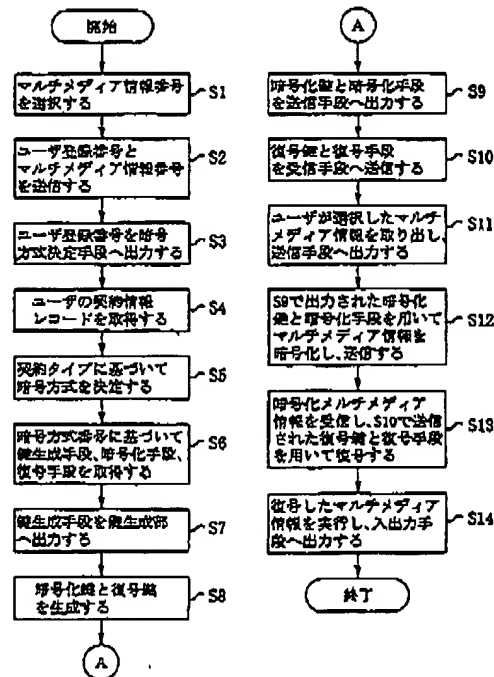 開始
マルチメディア情報番号
を選択する
S1
ユーザ登録番号と
マルチメディア情報番号
を送信する
S2
ユーザ登録番号を暗号
方式決定手段へ出力する
S3
ユーザの契約情報
レコードを取得する
S4
契約タイプに基づいて
暗号方式を決定する
S5
暗号方式番号に基づいて
鍵生成手段、暗号化手段、
復号手段を取得する
S6
鍵生成手段を鍵生成部
へ出力する
S7
暗号化鍵と復号鍵
を生成する
S8
A
A
暗号化鍵と暗号化手段
を送信手段へ出力する
S9
復号鍵と復号手段
を受信手段へ送信する
S10
ユーザが選択したマルチ
メディア情報を取り出し、
送信手段へ出力する
S11
S9で出力された暗号化
鍵と暗号化手段を用いて
マルチメディア情報を
暗号化し、送信する
S12
暗号化マルチメディア
情報を受信し、S10で送信
された復号鍵と復号手段
を用いて復号する
S13
復号したマルチメディア
情報を実行し、入出力手
段へ出力する
S14
終了